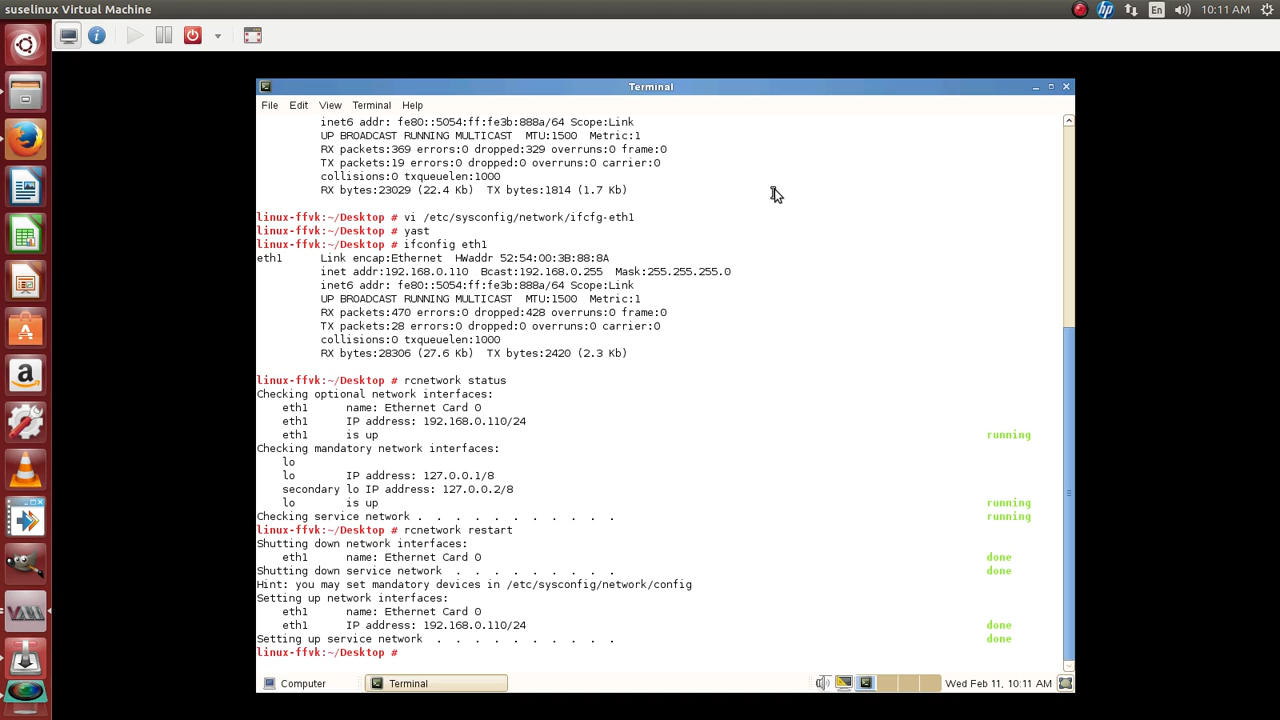 suselinux Virtual Machine
En 10:11 AM
Terminal
File Edit View Terminal Help
inet6 addr: fe80::5054:ff:fe3b:888a/64 Scope:Link
UP BROADCAST RUNNING MULTICAST  MTU:1500  Metric:1
RX packets:369 errors:0 dropped:329 overruns:0 frame:0
TX packets:19 errors:0 dropped:0 overruns:0 carrier:0
collisions:0 txqueuelen:1000
RX bytes:23029 (22.4 Kb)  TX bytes:1814 (1.7 Kb)
linux-ffvk:~/Desktop # vi /etc/sysconfig/network/ifcfg-eth1
linux-ffvk:~/Desktop # yast
linux-ffvk:~/Desktop # ifconfig eth1
eth1      Link encap:Ethernet  HWaddr 52:54:00:3B:88:8A
inet addr:192.168.0.110  Bcast:192.168.0.255  Mask:255.255.255.0
inet6 addr: fe80::5054:ff:fe3b:888a/64 Scope:Link
UP BROADCAST RUNNING MULTICAST  MTU:1500  Metric:1
RX packets:470 errors:0 dropped:428 overruns:0 frame:0
TX packets:28 errors:0 dropped:0 overruns:0 carrier:0
collisions:0 txqueuelen:1000
RX bytes:28306 (27.6 Kb)  TX bytes:2420 (2.3 Kb)
linux-ffvk:~/Desktop # rcnetwork status
Checking optional network interfaces:
eth1      name: Ethernet Card 0
eth1      IP address: 192.168.0.110/24
eth1      is up running
Checking mandatory network interfaces:
lo
lo        IP address: 127.0.0.1/8
secondary lo IP address: 127.0.0.2/8
lo        is up running
Checking service network . . . . . . . . . . . running
linux-ffvk:~/Desktop # rcnetwork restart
Shutting down network interfaces:
eth1      name: Ethernet Card 0 done
Shutting down service network . . . . . . . . . . done
Hint: you may set mandatory devices in /etc/sysconfig/network/config
Setting up network interfaces:
eth1      name: Ethernet Card 0
eth1      IP address: 192.168.0.110/24 done
Setting up service network . . . . . . . . . . done
linux-ffvk:~/Desktop #
Computer Terminal Wed Feb 11, 10:11 AM